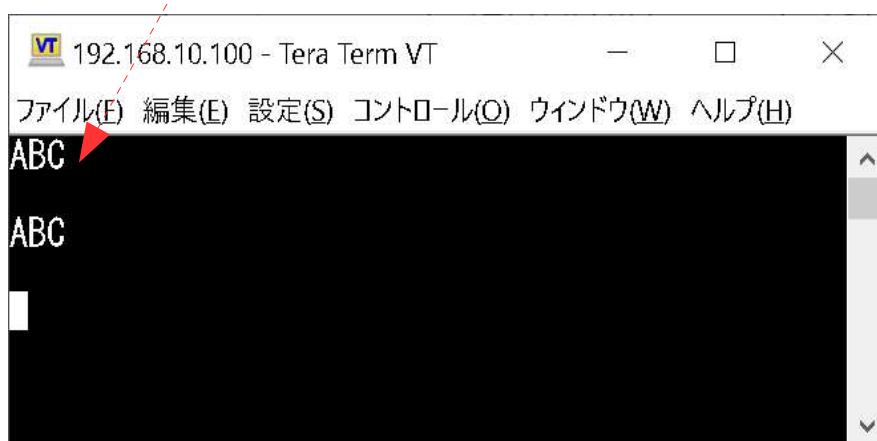 192.168.10.100 - Tera Term VT
ファイル(F) 編集(E) 設定(S) コントロール(O) ウィンドウ(W) ヘルプ(H)
ABC
ABC